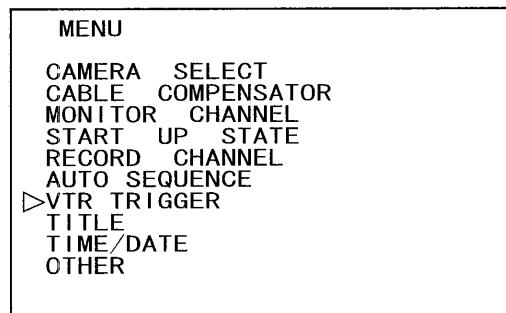 MENU
CAMERA SELECT
CABLE COMPENSATOR
MONITOR CHANNEL
START UP STATE
RECORD CHANNEL
AUTO SEQUENCE
▷VTR TRIGGER
TITLE
TIME/DATE
OTHER